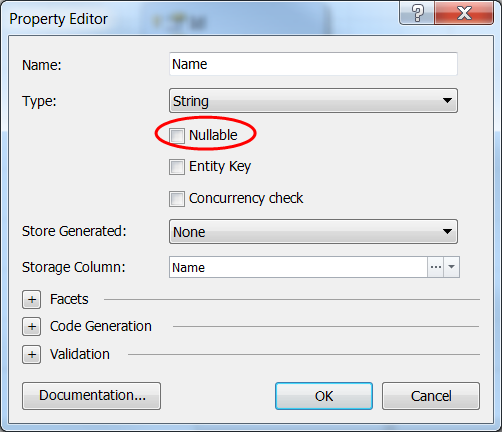 Property Editor
Name: Name
Type: String
Nullable
Entity Key
Concurrency check
Store Generated: None
Storage Column: Name
Facets
Code Generation
Validation
Documentation... OK Cancel